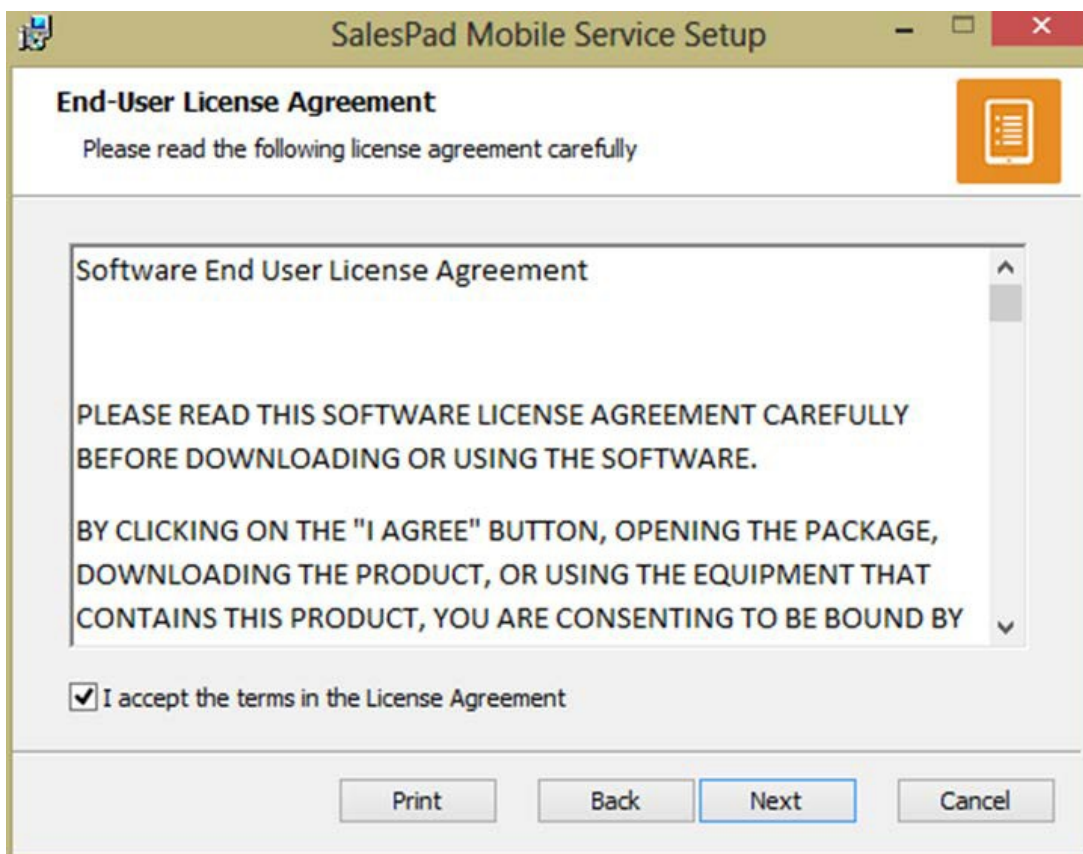 SalesPad Mobile Service Setup
End-User License Agreement
Please read the following license agreement carefully
Software End User License Agreement
PLEASE READ THIS SOFTWARE LICENSE AGREEMENT CAREFULLY
BEFORE DOWNLOADING OR USING THE SOFTWARE.
BY CLICKING ON THE "I AGREE" BUTTON, OPENING THE PACKAGE,
DOWNLOADING THE PRODUCT, OR USING THE EQUIPMENT THAT
CONTAINS THIS PRODUCT, YOU ARE CONSENTING TO BE BOUND BY
I accept the terms in the License Agreement
Print Back Next Cancel